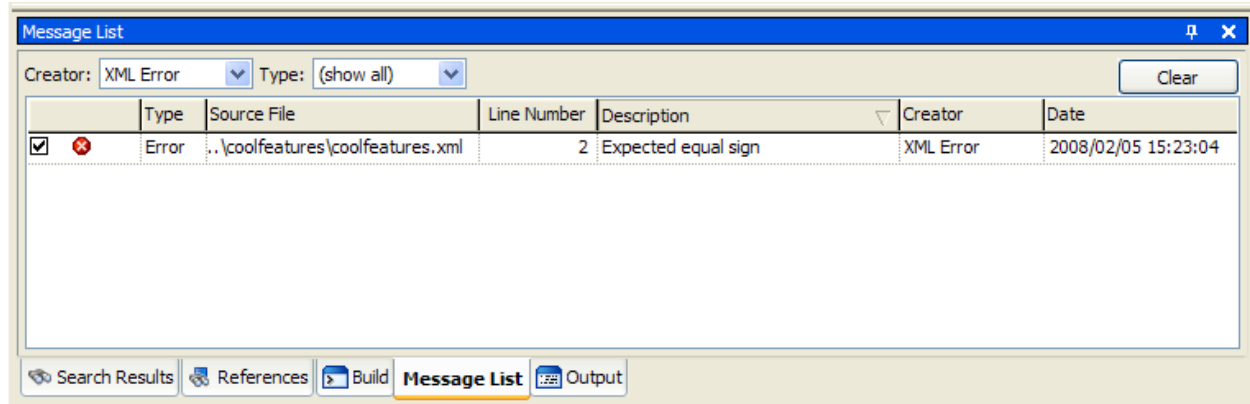 Message List
Creator: XML Error Type: (show all) Clear
Type Source File Line Number Description Creator Date
Error ..\coolfeatures\coolfeatures.xml 2 Expected equal sign XML Error 2008/02/05 15:23:04
Search Results References Build Message List Output